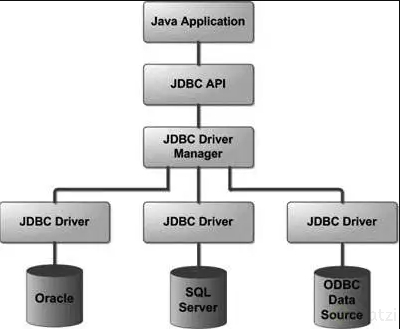 Java Application
JDBC API
JDBC Driver
Manager
JDBC Driver
JDBC Driver
JDBC Driver
Oracle
SQL
Server
ODBC
Data
Source